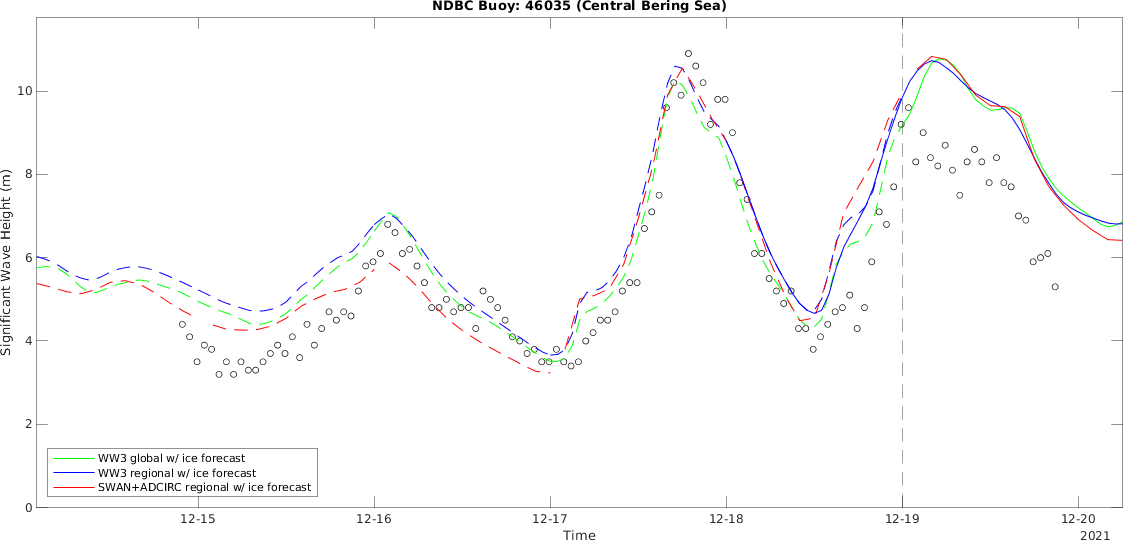 NDBC Buoy: 46035 (Central Bering Sea)
Significant Wave Height (m)
10
8
6
4
2
0
WW3 global w/ ice forecast
WW3 regional w/ ice forecast
SWAN+ADCIRC regional w/ ice forecast
12-15
12-16
12-17
12-18
12-19
12-20
Time
2021